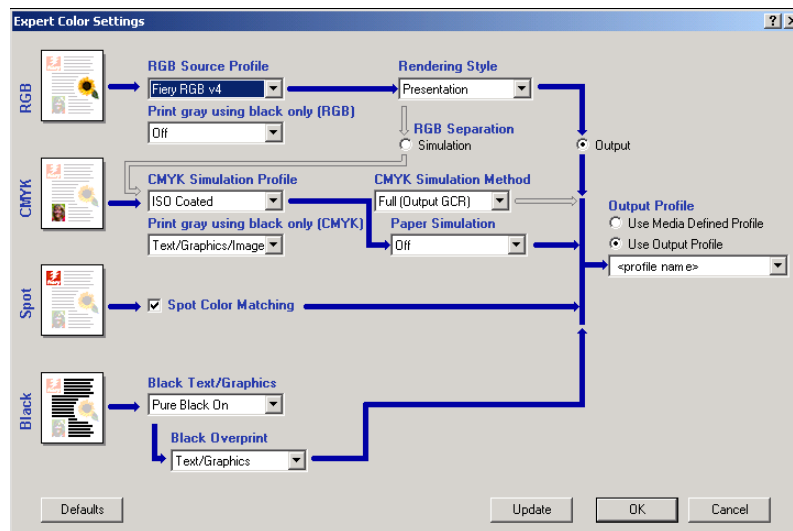 Expert Color Settings
RGB
RGB Source Profile
Fiery RGB v4
Print gray using black only (RGB)
Off
Rendering Style
Presentation
RGB Separation
Simulation
Output
CMYK
CMYK Simulation Profile
ISO Coated
Print gray using black only (CMYK)
Text/Graphics/Image
CMYK Simulation Method
Full (Output GCR)
Paper Simulation
Off
Output Profile
Use Media Defined Profile
Use Output Profile
<profile name>
Spot
Spot Color Matching
Black
Black Text/Graphics
Pure Black On
Black Overprint
Text/Graphics
Defaults
Update
OK
Cancel